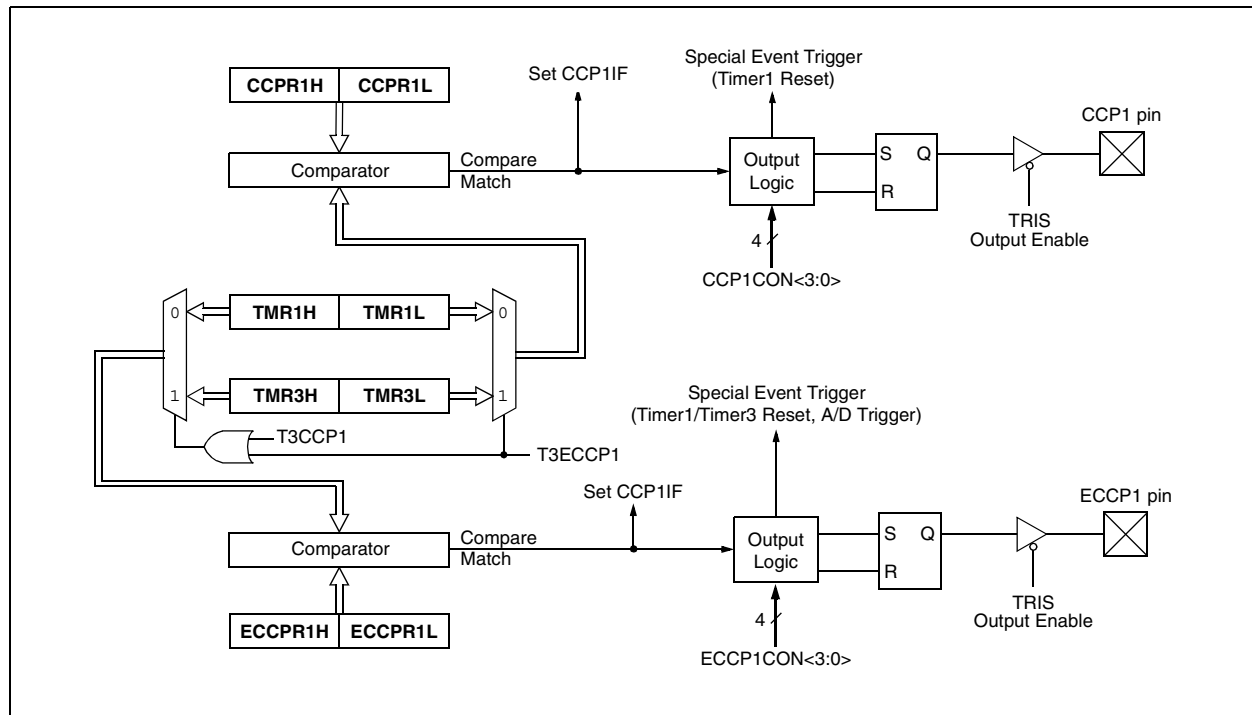 CCPR1H CCPR1L
Comparator
Compare
Match
Set CCP1IF
Special Event Trigger
(Timer1 Reset)
Output
Logic
4
CCP1CON<3:0>
S Q
R
TRIS
Output Enable
CCP1 pin
0 TMR1H TMR1L 0
1 TMR3H TMR3L 1
T3CCP1
T3ECCP1
Comparator
Compare
Match
ECCPR1H ECCPR1L
Set CCP1IF
Special Event Trigger
(Timer1/Timer3 Reset, A/D Trigger)
Output
Logic
4
ECCP1CON<3:0>
S Q
R
TRIS
Output Enable
ECCP1 pin